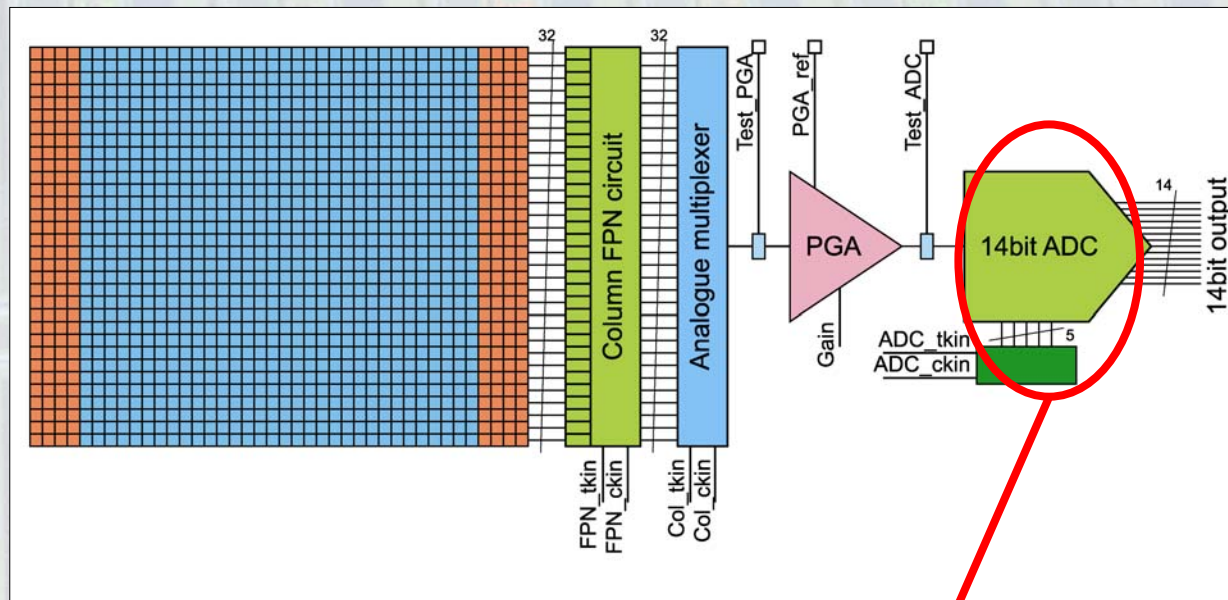 32
32
Column FPN circuit
Analogue multiplexer
Test_PGA
PGA_ref
Test_ADC
PGA
14bit ADC
14
14bit output
Gain
ADC_tkin
ADC_ckin
5
FPN_tkin
FPN_ckin
Col_tkin
Col_ckin